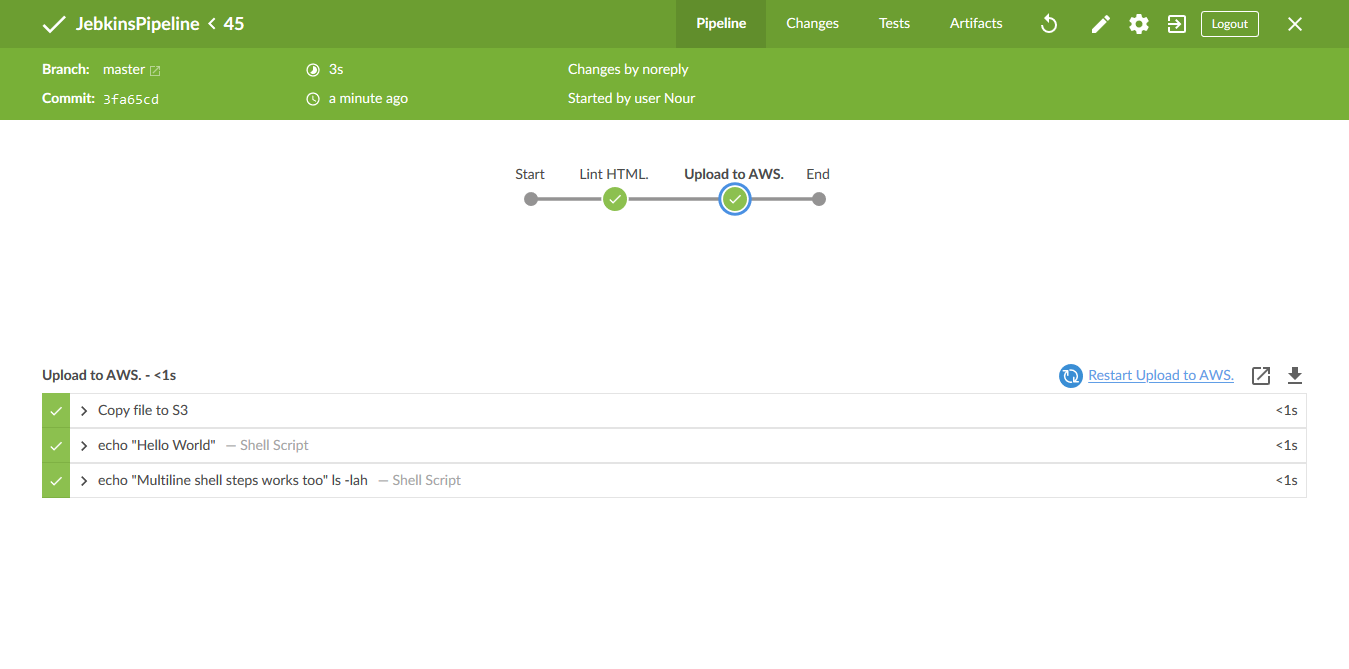 JebkinsPipeline < 45
Pipeline Changes Tests Artifacts Logout
Branch: master 3s Changes by noreply
Commit: 3fa65cd a minute ago Started by user Nour
Start Lint HTML. Upload to AWS. End
Upload to AWS. - <1s Restart Upload to AWS.
Copy file to S3 <1s
echo "Hello World" — Shell Script <1s
echo "Multiline shell steps works too" ls -lah — Shell Script <1s